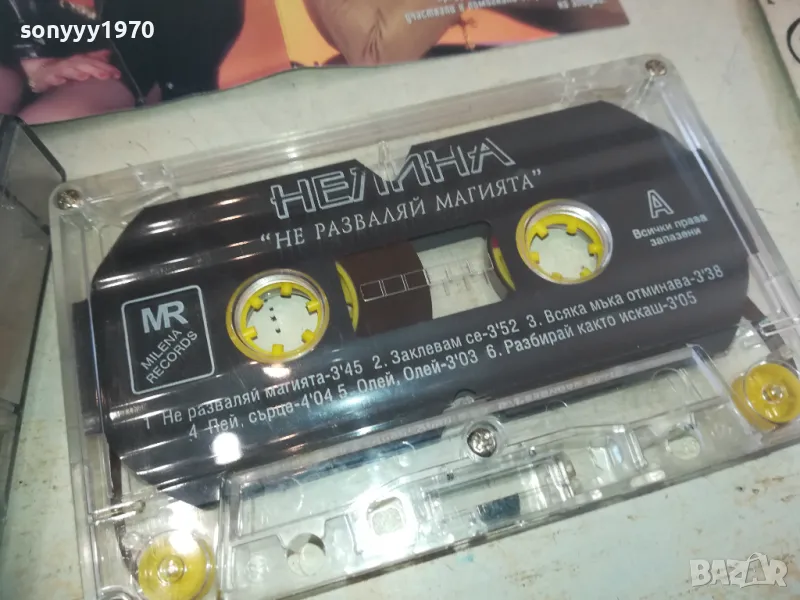 sonyyy1970
участвали в
НЕЛИНА
"НЕ РАЗВАЛЯЙ МАГИЯТА"
A
Всички права
запазени
MR
MILENA
RECORDS
1 Не разваляй магията-3'45 2. Заклевам се-3'52 3. Всяка мъка отминава-3'38
4 Пей, сърце-4'04 5. Олей, Олей-3'03 6. Разбирай както искаш-3'05
BAZAR